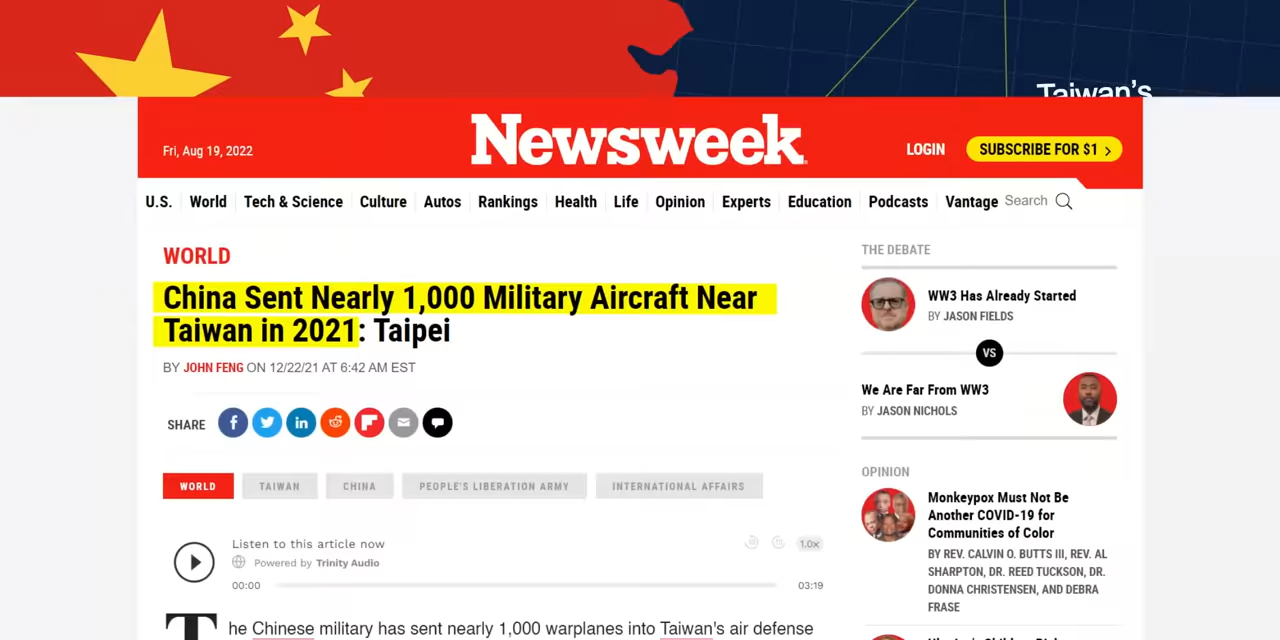 Taiwan's
Fri, Aug 19, 2022
Newsweek
LOGIN
SUBSCRIBE FOR $1
U.S. World Tech & Science Culture Autos Rankings Health Life Opinion Experts Education Podcasts Vantage Search
WORLD
China Sent Nearly 1,000 Military Aircraft Near
Taiwan in 2021: Taipei
BY JOHN FENG ON 12/22/21 AT 6:42 AM EST
SHARE
WORLD TAIWAN CHINA PEOPLE'S LIBERATION ARMY INTERNATIONAL AFFAIRS
Listen to this article now
1.0x
Powered by Trinity Audio
00:00 03:19
The Chinese military has sent nearly 1,000 warplanes into Taiwan's air defense
THE DEBATE
WW3 Has Already Started
BY JASON FIELDS
VS
We Are Far From WW3
BY JASON NICHOLS
OPINION
Monkeypox Must Not Be
Another COVID-19 for
Communities of Color
BY REV. CALVIN O. BUTTS III, REV. AL
SHARPTON, DR. REED TUCKSON, DR.
DONNA CHRISTENSEN, AND DEBRA
FRASE